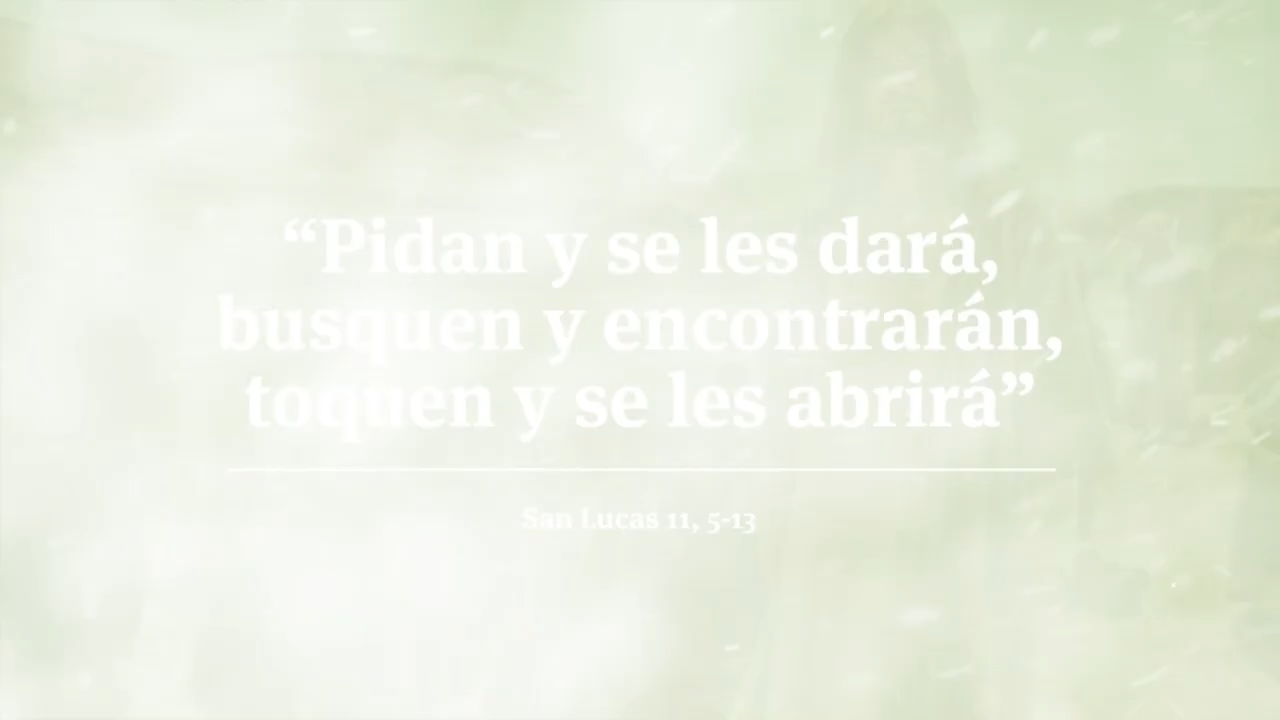 “Pidan y se les dará,
busquen y encontrarán,
toquen y se les abrirá”
San Lucas 11, 5-13